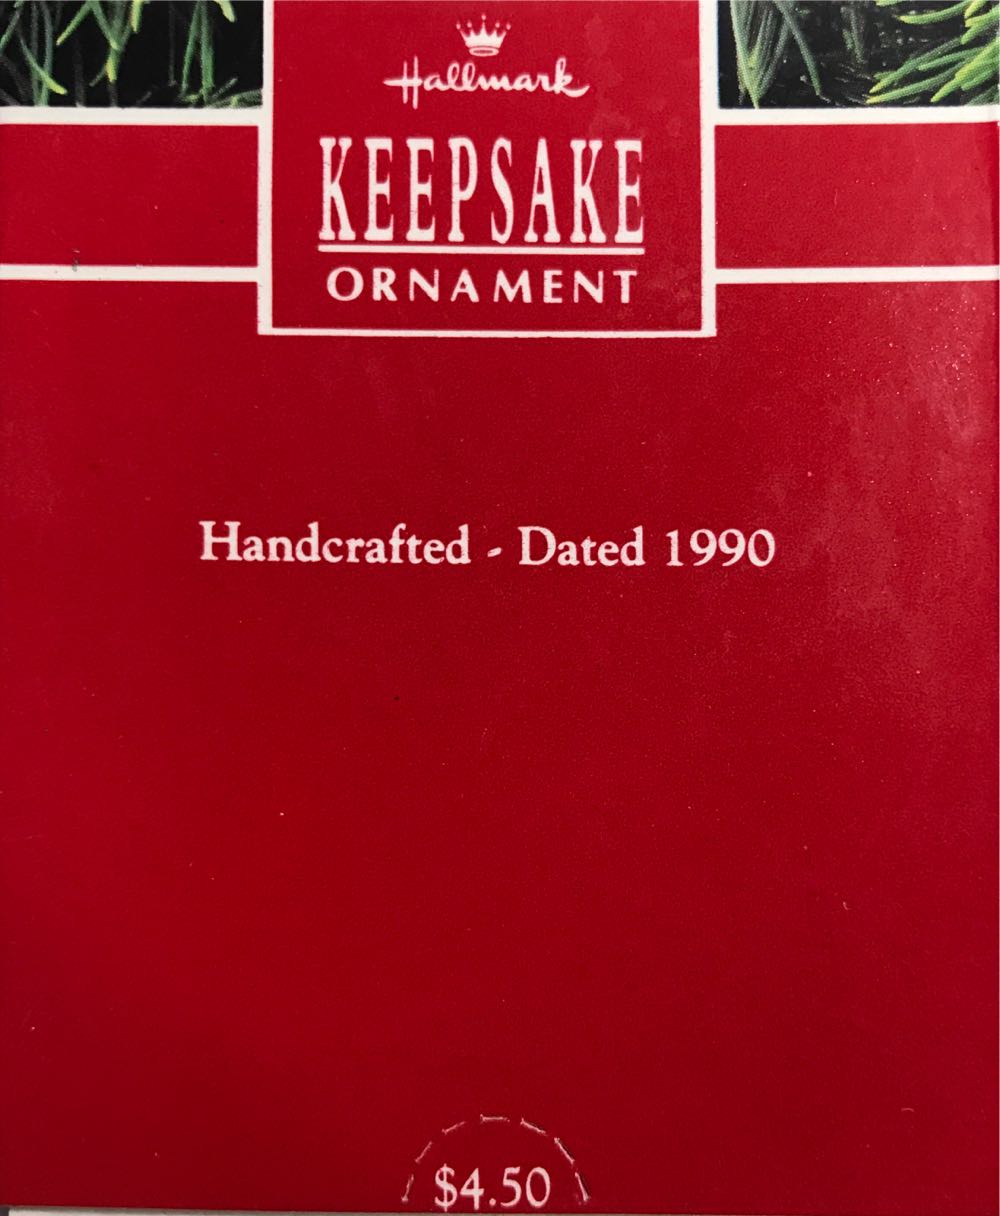 Hallmark
KEEPSAKE
ORNAMENT
Handcrafted - Dated 1990
$4.50